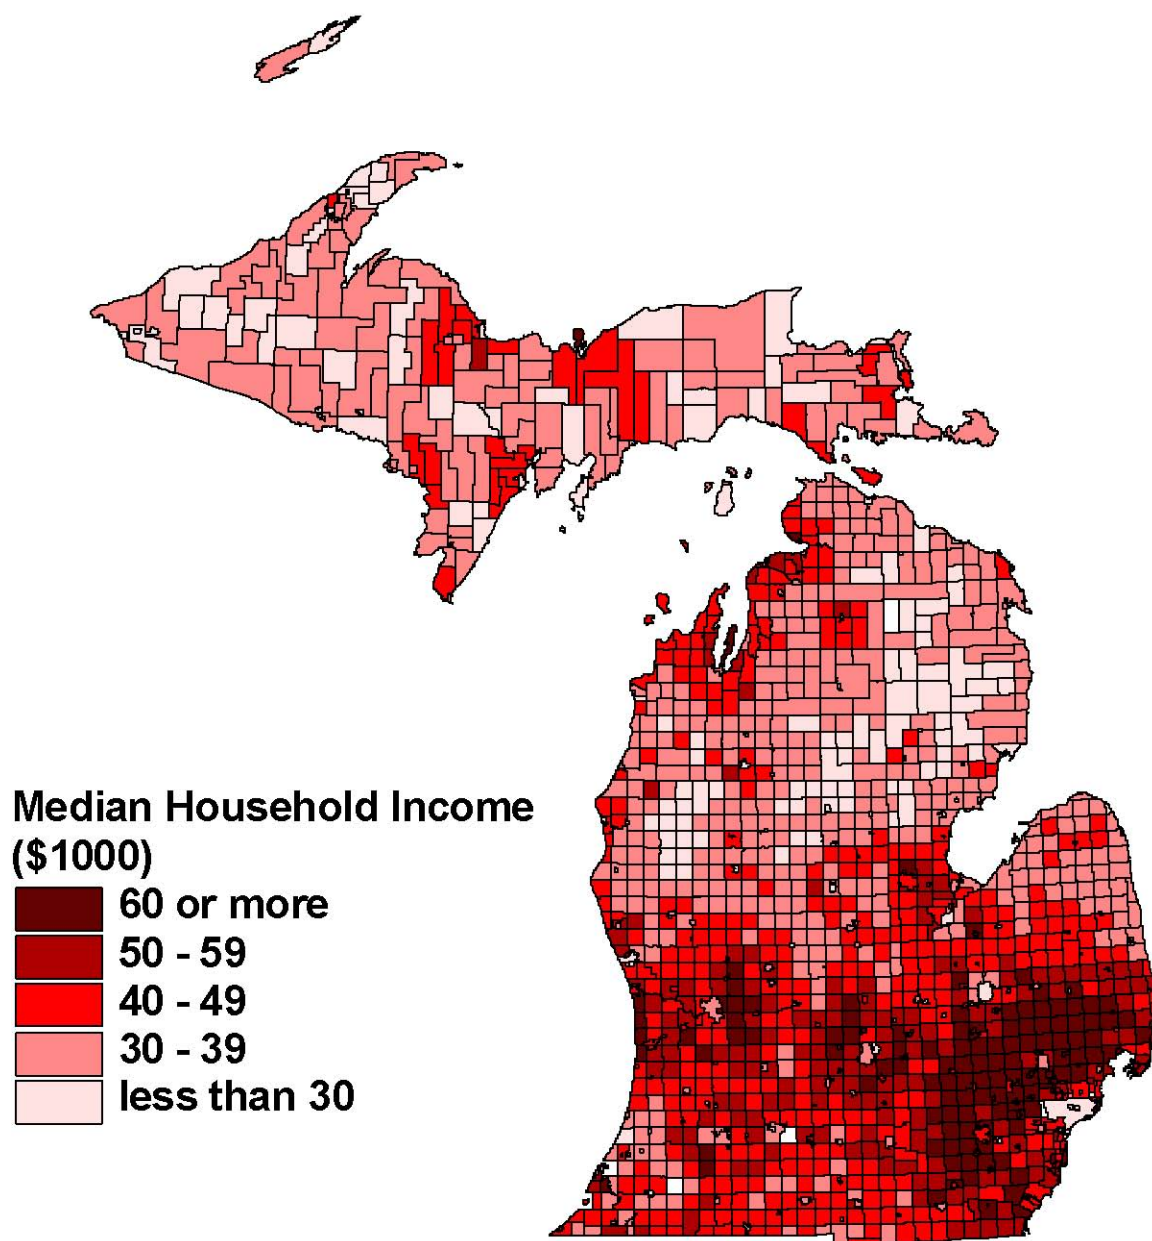 Median Household Income
($1000)
60 or more
50 - 59
40 - 49
30 - 39
less than 30